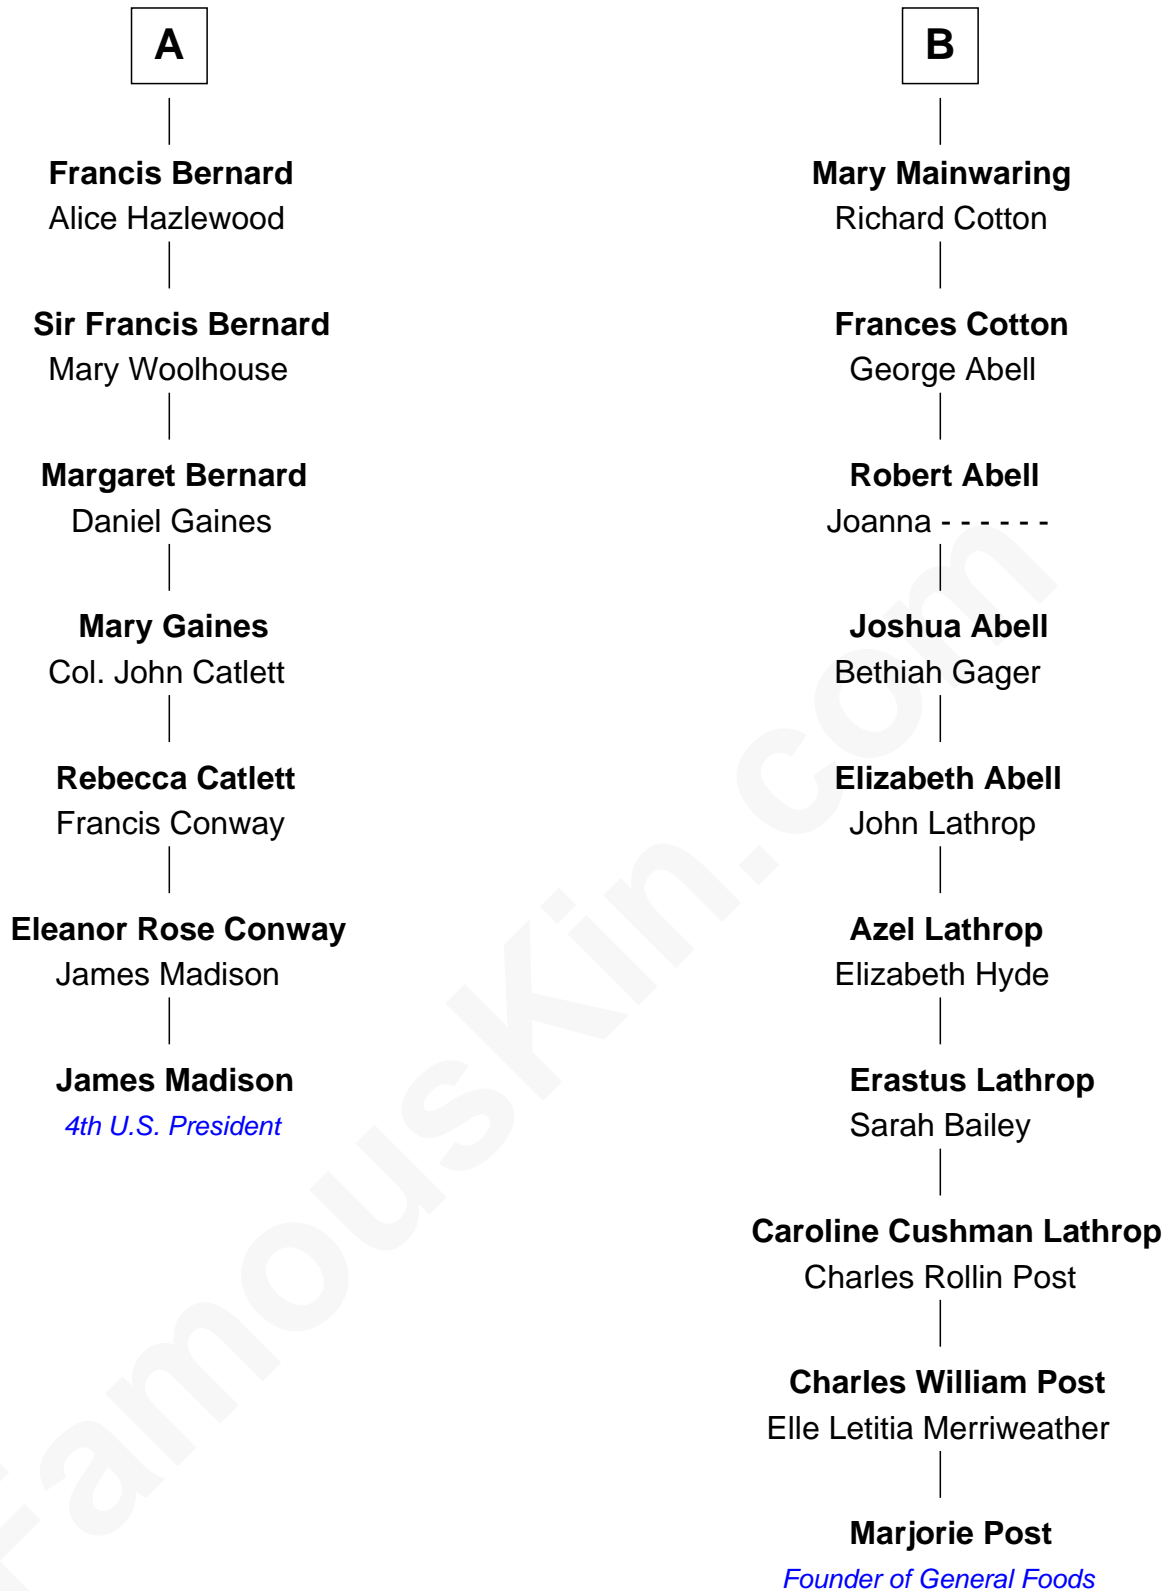 A
B
Francis Bernard
Alice Hazlewood
Mary Mainwaring
Richard Cotton
Sir Francis Bernard
Mary Woolhouse
Frances Cotton
George Abell
Margaret Bernard
Daniel Gaines
Robert Abell
Joanna - - - - - -
Mary Gaines
Col. John Catlett
Joshua Abell
Bethiah Gager
Rebecca Catlett
Francis Conway
Elizabeth Abell
John Lathrop
Eleanor Rose Conway
James Madison
Azel Lathrop
Elizabeth Hyde
James Madison
4th U.S. President
Erastus Lathrop
Sarah Bailey
Caroline Cushman Lathrop
Charles Rollin Post
Charles William Post
Elle Letitia Merriweather
Marjorie Post
Founder of General Foods
FamousKin.com